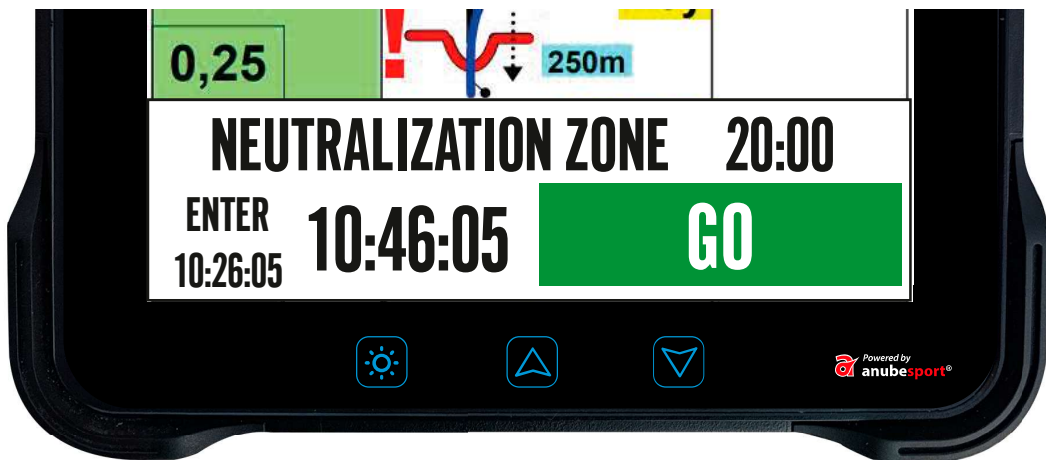 0,25
!
250m
NEUTRALIZATION ZONE 20:00
ENTER
10:26:05
10:46:05
GO
Powered by
anubesport®